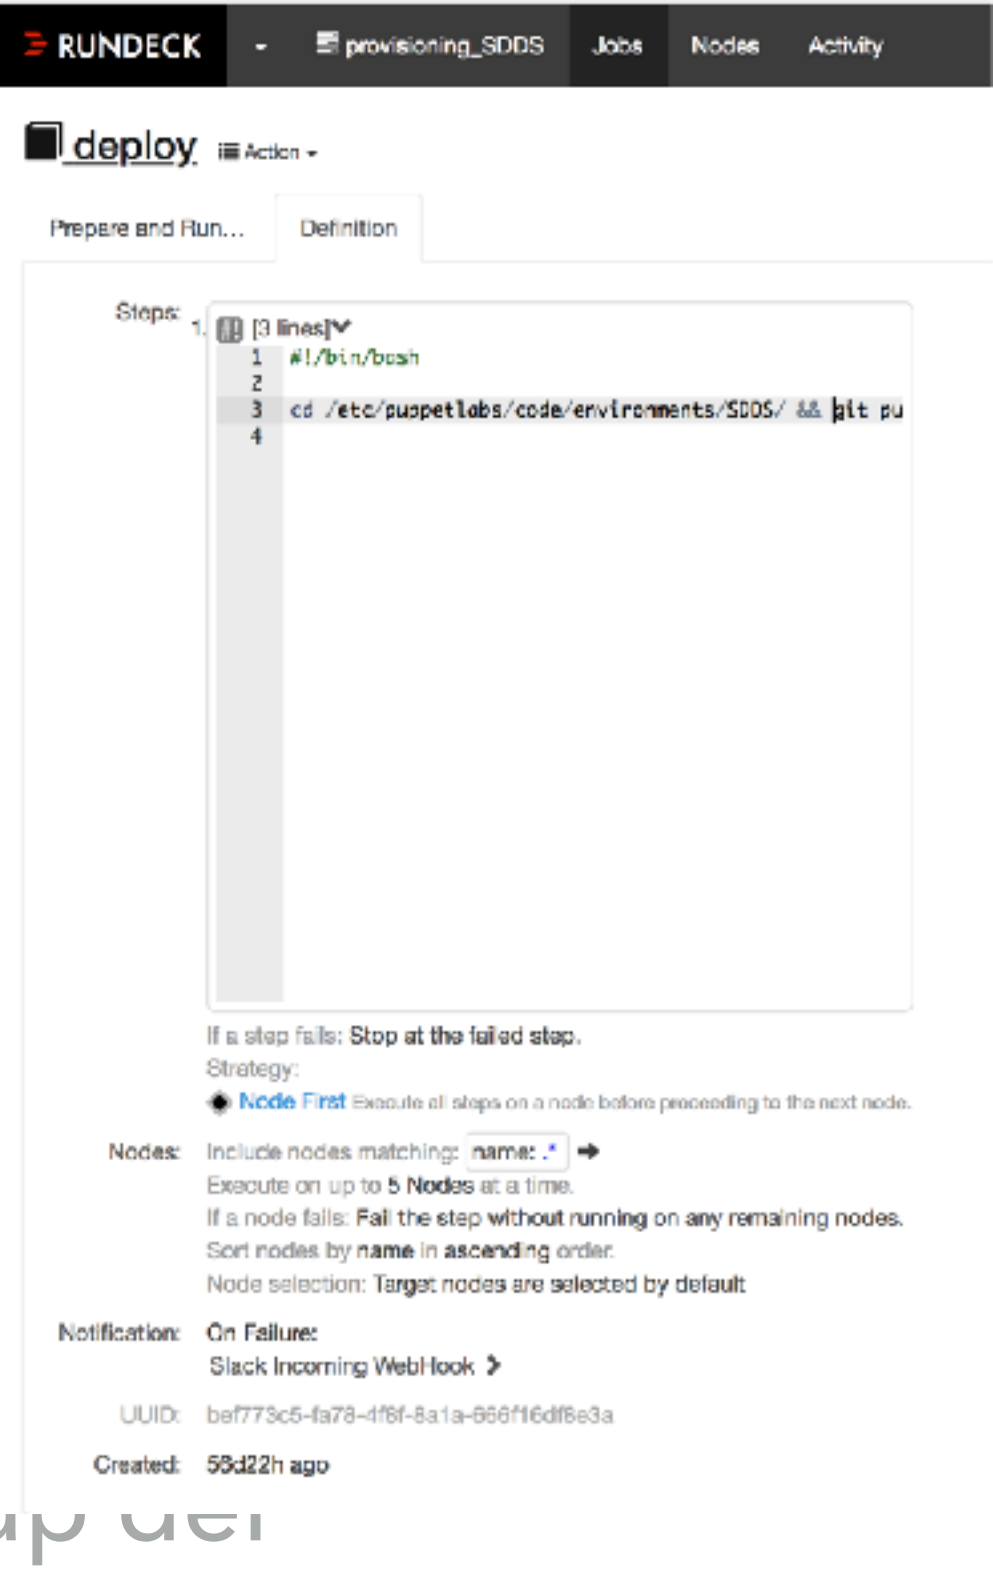 RUNDECK provisioning_SDDS Jobs Nodes Activity
deploy Action
Prepare and Run... Definition
Steps:
1. [3 lines]
1 #!/bin/bash
2
3 cd /etc/puppetlabs/code/environments/SDDS/ && git pu
4
If a step fails: Stop at the failed step.
Strategy:
Node First Execute all steps on a node before proceeding to the next node.
Nodes: Include nodes matching: name: .*
Execute on up to 5 Nodes at a time.
If a node fails: Fail the step without running on any remaining nodes.
Sort nodes by name in ascending order.
Node selection: Target nodes are selected by default
Notification: On Failure:
Slack Incoming WebHook
UUID:
Created: